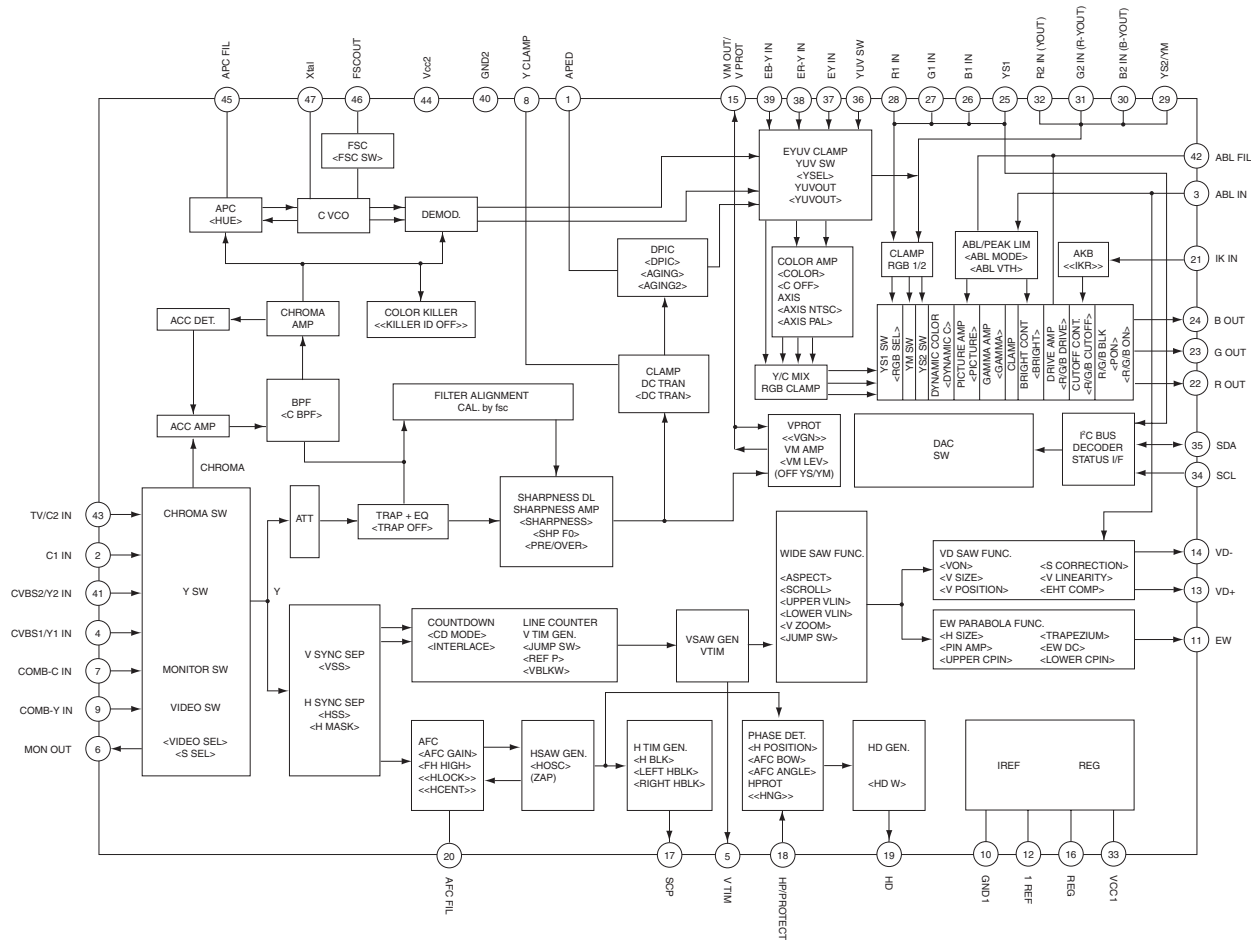 APC FIL
Xtal
FSCOUT
Vcc2
GND2
Y CLAMP
APED
VM OUT/
V PROT
EB-Y IN
ER-Y IN
EY IN
YUV SW
R1 IN
G1 IN
B1 IN
YS1
R2 IN (YOUT)
G2 IN (R-YOUT)
B2 IN (B-YOUT)
YS2/YM
45
47
46
44
40
8
1
15
39
38
37
36
28
27
26
25
32
31
30
29
FSC
<FSC SW>
EYUV CLAMP
YUV SW
<YSEL>
YUVOUT
<YUVOUT>
42
ABL FIL
3
ABL IN
APC
<HUE>
C VCO
DEMOD.
DPIC
<DPIC>
<AGING>
<AGING2>
COLOR AMP
<COLOR>
<C OFF>
AXIS
<AXIS NTSC>
<AXIS PAL>
CLAMP
RGB 1/2
ABL/PEAK LIM
<ABL MODE>
<ABL VTH>
AKB
<<IKR>>
21
IK IN
ACC DET.
CHROMA
AMP
COLOR KILLER
<<KILLER ID OFF>>
YS1 SW
<RGB SEL>
YM SW
YS2 SW
DYNAMIC COLOR
<DYNAMIC C>
PICTURE AMP
<PICTURE>
GAMMA AMP
<GAMMA>
CLAMP
BRIGHT CONT
<BRIGHT>
DRIVE AMP
<R/G/B DRIVE>
CUTOFF CONT.
<R/G/B CUTOFF>
R/G/B BLK
<PON>
<R/G/B ON>
24
B OUT
23
G OUT
22
R OUT
CLAMP
DC TRAN
<DC TRAN>
Y/C MIX
RGB CLAMP
ACC AMP
BPF
<C BPF>
FILTER ALIGNMENT
CAL. by fsc
VPROT
<<VGN>>
VM AMP
<VM LEV>
(OFF YS/YM)
DAC
SW
I²C BUS
DECODER
STATUS I/F
35
SDA
34
SCL
CHROMA
TV/C2 IN
43
CHROMA SW
ATT
TRAP + EQ
<TRAP OFF>
SHARPNESS DL
SHARPNESS AMP
<SHARPNESS>
<SHP F0>
<PRE/OVER>
C1 IN
2
CVBS2/Y2 IN
41
Y SW
Y
CVBS1/Y1 IN
4
COMB-C IN
7
MONITOR SW
COMB-Y IN
9
VIDEO SW
MON OUT
6
<VIDEO SEL>
<S SEL>
WIDE SAW FUNC.
<ASPECT>
<SCROLL>
<UPPER VLIN>
<LOWER VLIN>
<V ZOOM>
<JUMP SW>
VD SAW FUNC.
<VON> <S CORRECTION>
<V SIZE> <V LINEARITY>
<V POSITION> <EHT COMP>
14
VD-
13
VD+
EW PARABOLA FUNC.
<H SIZE> <TRAPEZIUM>
<PIN AMP> <EW DC>
<UPPER CPIN> <LOWER CPIN>
11
EW
V SYNC SEP
<VSS>
H SYNC SEP
<HSS>
<H MASK>
COUNTDOWN
<CD MODE>
<INTERLACE>
LINE COUNTER
V TIM GEN.
<JUMP SW>
<REF P>
<VBLKW>
VSAW GEN
VTIM
AFC
<AFC GAIN>
<FH HIGH>
<<HLOCK>>
<<HCENT>>
HSAW GEN.
<HOSC>
(ZAP)
H TIM GEN.
<H BLK>
<LEFT HBLK>
<RIGHT HBLK>
PHASE DET.
<H POSITION>
<AFC BOW>
<AFC ANGLE>
HPROT
<<HNG>>
HD GEN.
<HD W>
IREF
REG
20
17
5
18
19
10
12
16
33
AFC FIL
SCP
V TIM
HP/PROTECT
HD
GND1
1 REF
REG
VCC1